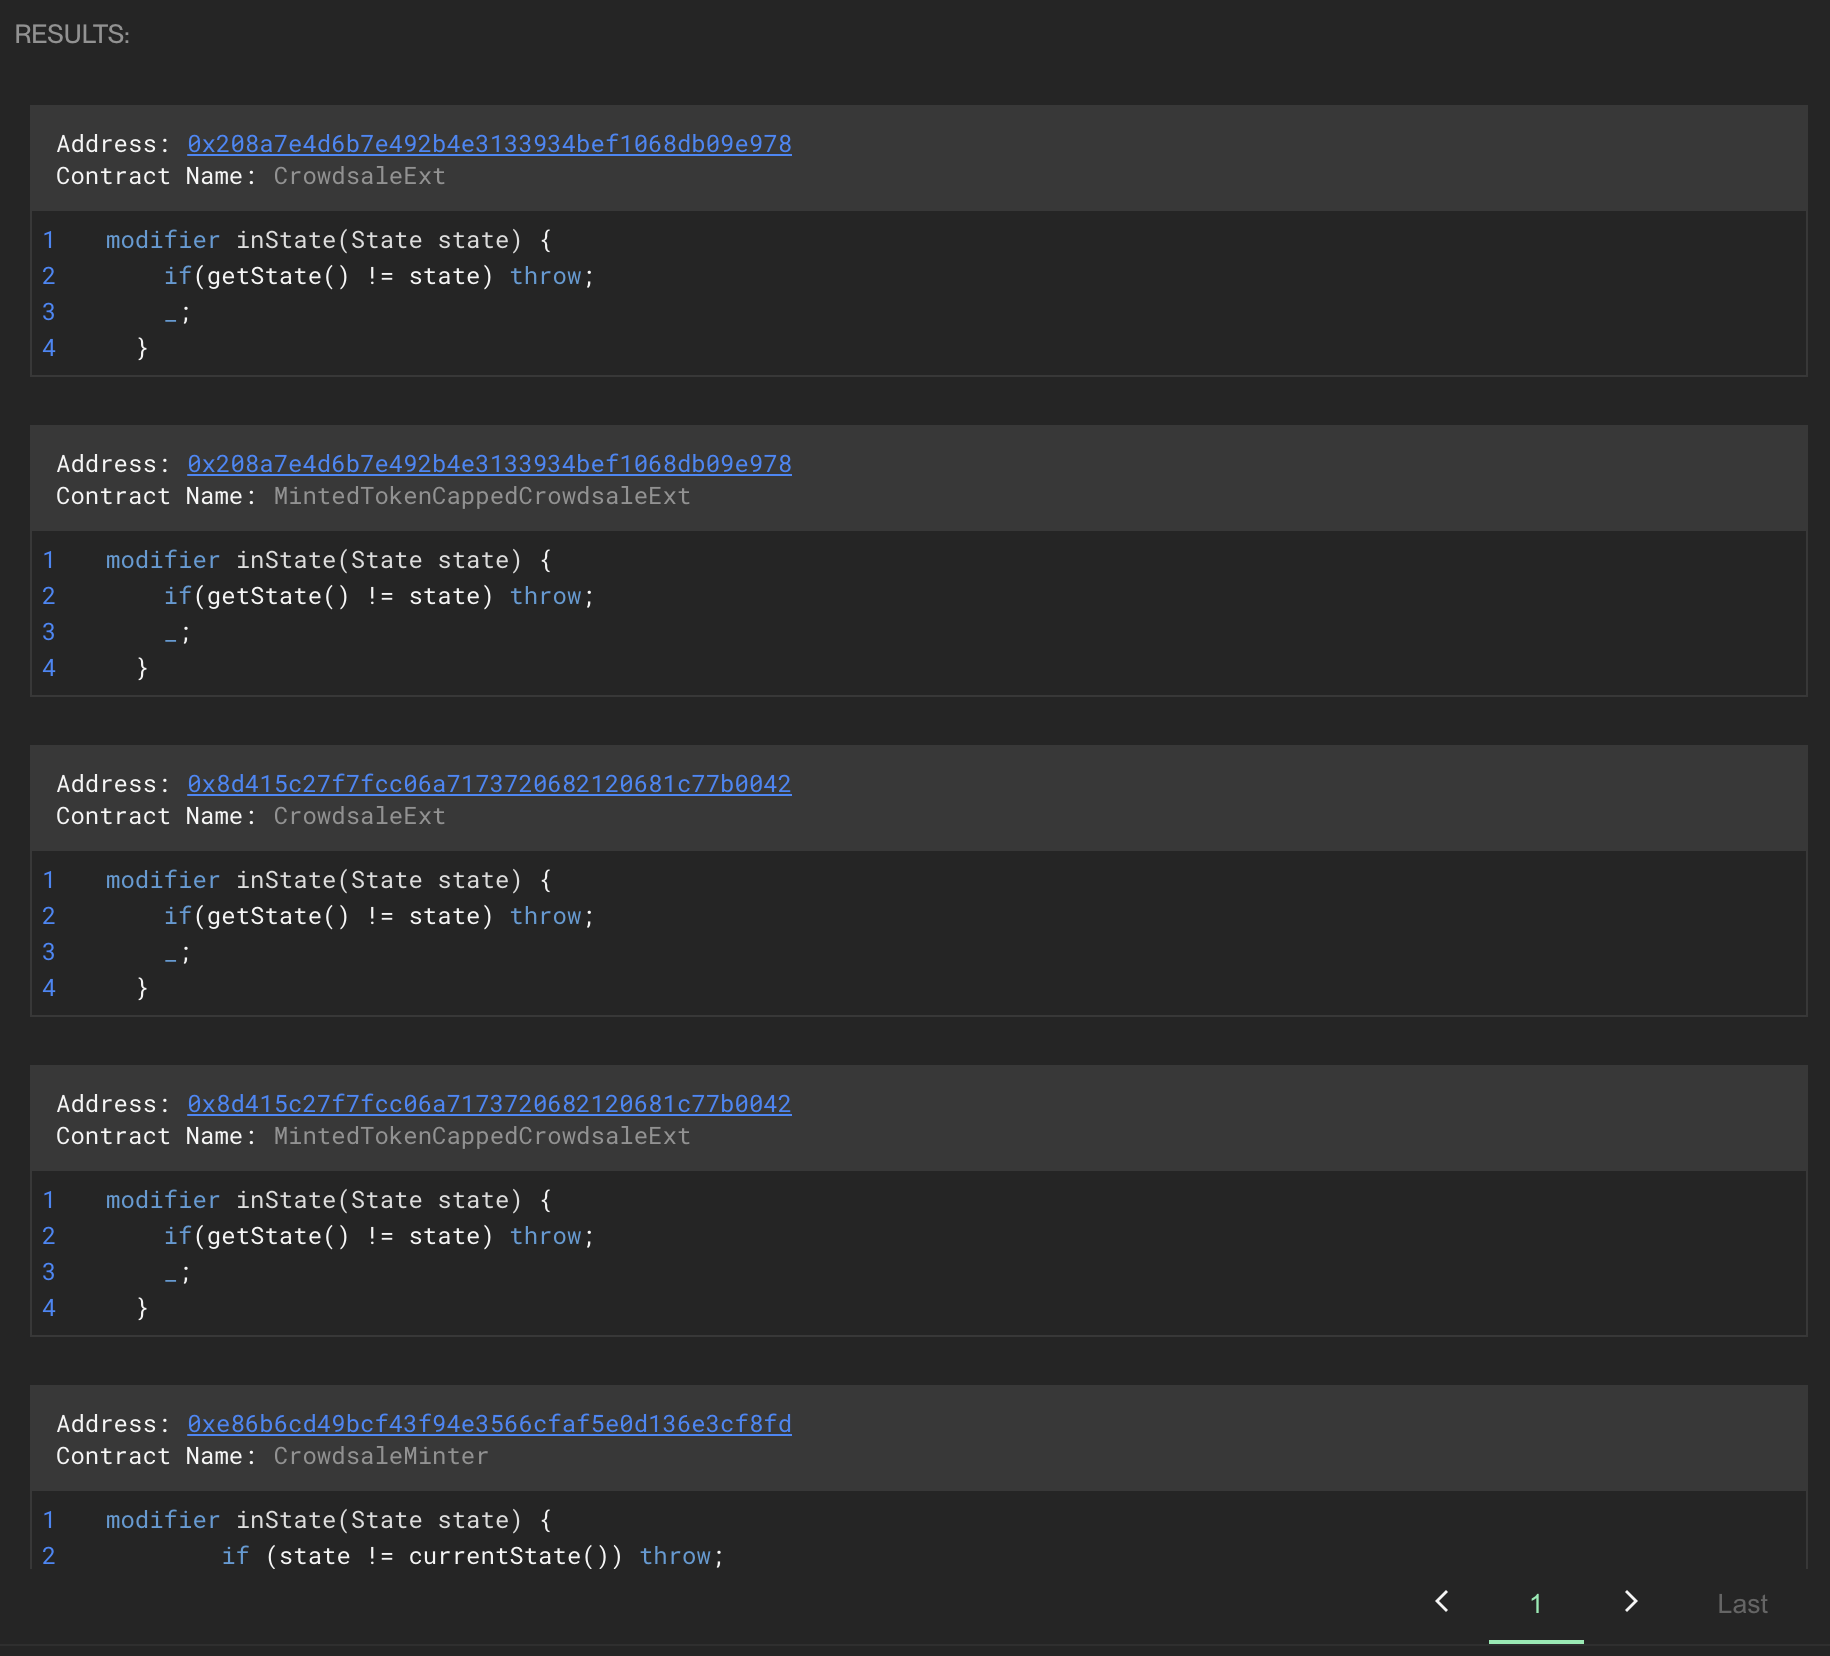 RESULTS:
Address: 0x208a7e4d6b7e492b4e3133934bef1068db09e978
Contract Name: CrowdsaleExt
1 modifier inState(State state) {
2 if(getState() != state) throw;
3 _;
4 }
Address: 0x208a7e4d6b7e492b4e3133934bef1068db09e978
Contract Name: MintedTokenCappedCrowdsaleExt
1 modifier inState(State state) {
2 if(getState() != state) throw;
3 _;
4 }
Address: 0x8d415c27f7fcc06a7173720682120681c77b0042
Contract Name: CrowdsaleExt
1 modifier inState(State state) {
2 if(getState() != state) throw;
3 _;
4 }
Address: 0x8d415c27f7fcc06a7173720682120681c77b0042
Contract Name: MintedTokenCappedCrowdsaleExt
1 modifier inState(State state) {
2 if(getState() != state) throw;
3 _;
4 }
Address: 0xe86b6cd49bcf43f94e3566cfaf5e0d136e3cf8fd
Contract Name: CrowdsaleMinter
1 modifier inState(State state) {
2 if (state != currentState()) throw;
1 Last